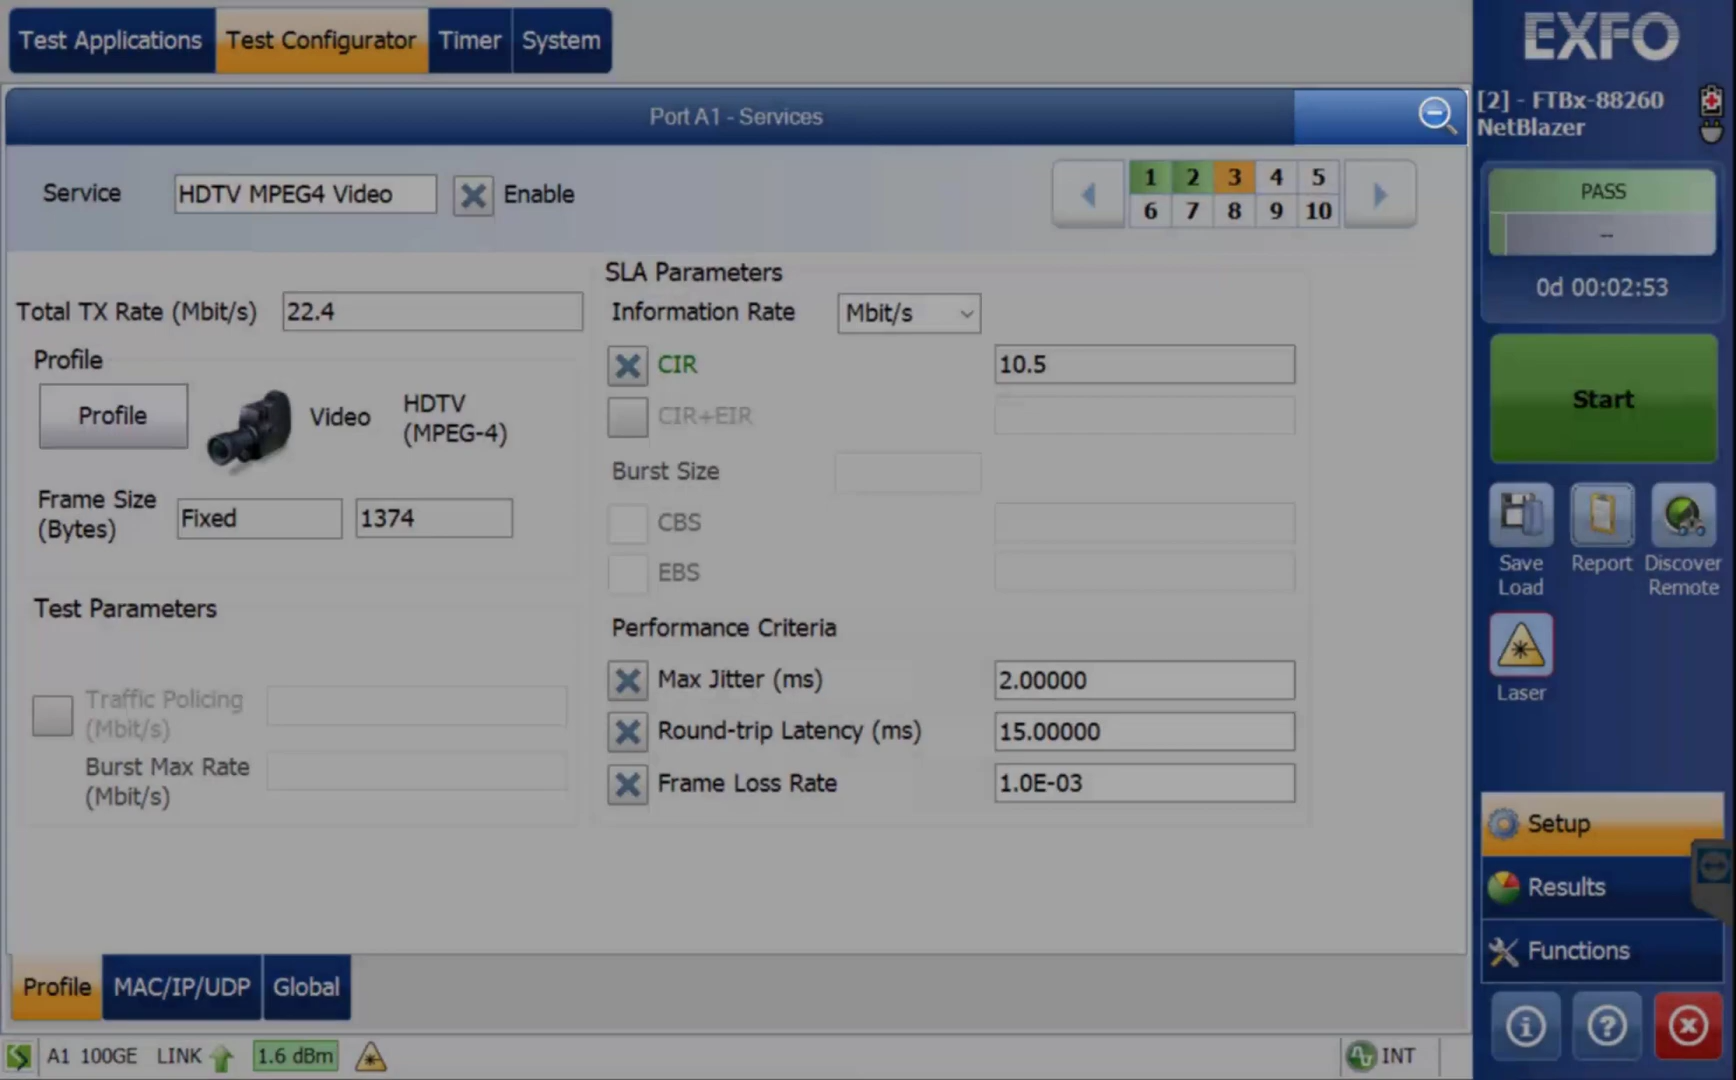 Test Applications Test Configurator Timer System
EXFO
[2] - FTBx-88260
NetBlazer
Port A1 - Services
Service HDTV MPEG4 Video Enable
1 2 3 4 5
6 7 8 9 10
PASS
--
0d 00:02:53
Total TX Rate (Mbit/s) 22.4
Profile
Profile Video HDTV
(MPEG-4)
Frame Size
(Bytes) Fixed 1374
Test Parameters
Traffic Policing
(Mbit/s)
Burst Max Rate
(Mbit/s)
SLA Parameters
Information Rate Mbit/s
CIR 10.5
CIR+EIR
Burst Size
CBS
EBS
Performance Criteria
Max Jitter (ms) 2.00000
Round-trip Latency (ms) 15.00000
Frame Loss Rate 1.0E-03
Start
Save
Load
Report
Discover
Remote
Laser
Setup
Results
Functions
Profile MAC/IP/UDP Global
A1 100GE LINK 1.6 dBm INT